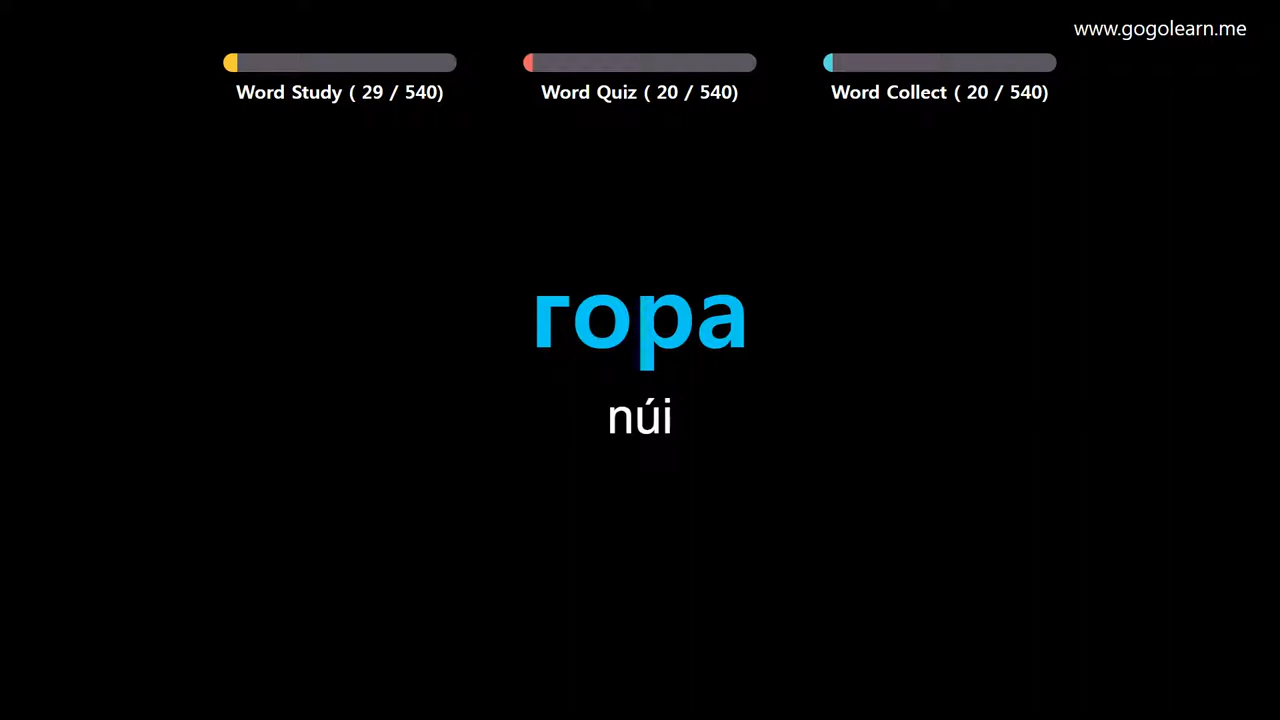 www.gogolearn.me
Word Study ( 29 / 540)
Word Quiz ( 20 / 540)
Word Collect ( 20 / 540)
гора
núi